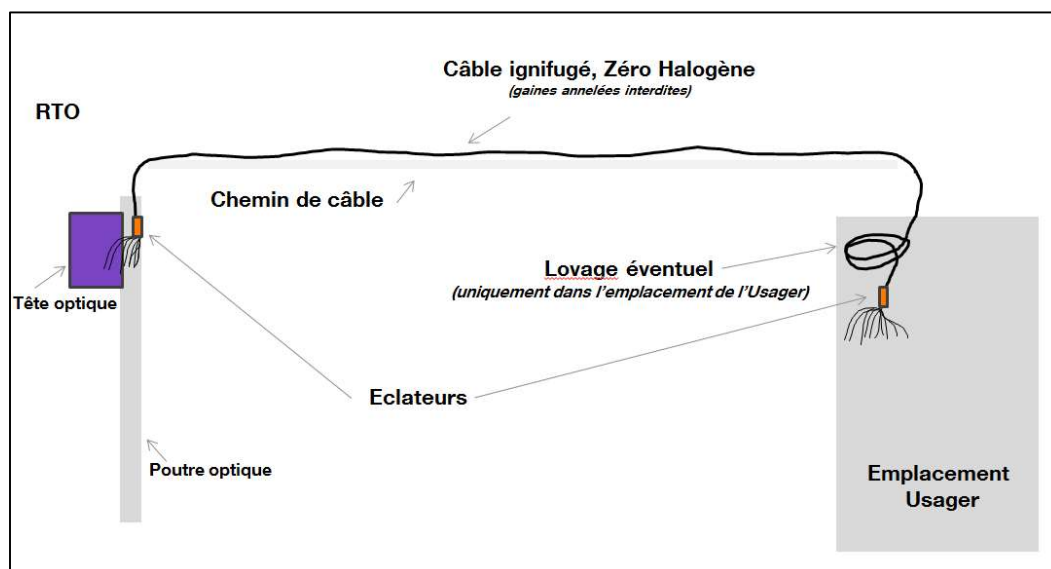 Câble ignifugé, Zéro Halogène
(gaines annelées interdites)
RTO
Chemin de câble
Lovage éventuel
(uniquement dans l'emplacement de l'Usager)
Tête optique
Eclateurs
Poutre optique
Emplacement
Usager